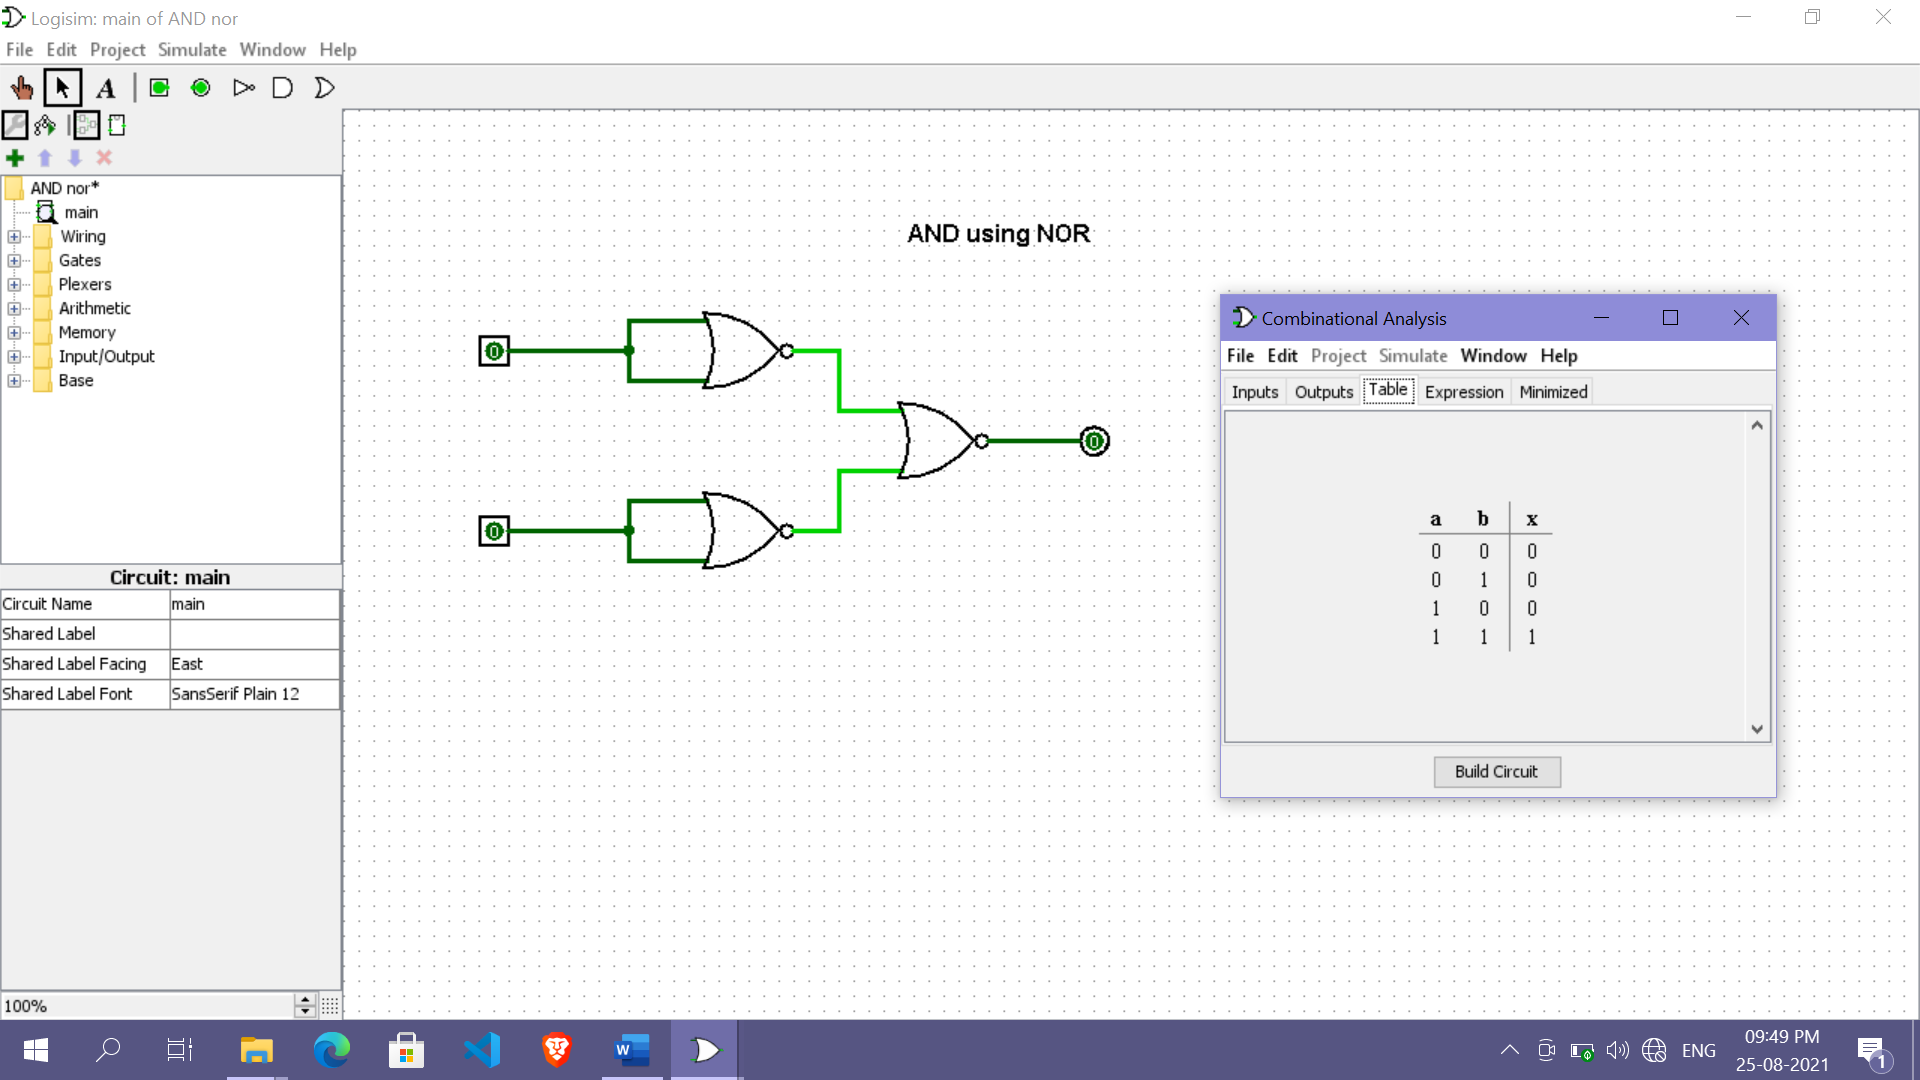 Logisim: main of AND nor
File Edit Project Simulate Window Help
A
AND nor*
main
Wiring
Gates
Plexers
Arithmetic
Memory
Input/Output
Base
Circuit: main
Circuit Name main
Shared Label
Shared Label Facing East
Shared Label Font SansSerif Plain 12
100%
AND using NOR
0
0
0
Combinational Analysis
File Edit Project Simulate Window Help
Inputs Outputs Table Expression Minimized
a b x
0 0 0
0 1 0
1 0 0
1 1 1
Build Circuit
W
ENG
09:49 PM
25-08-2021
1